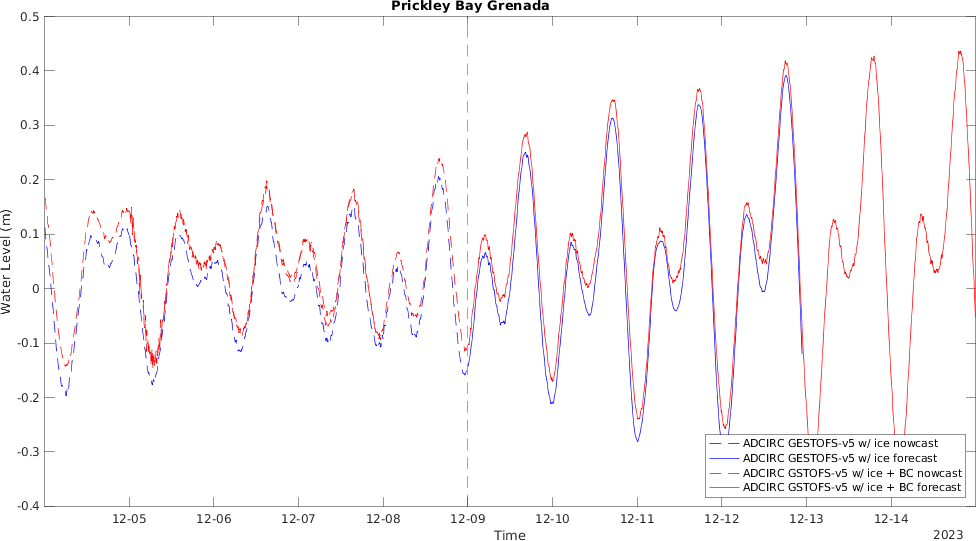 Prickley Bay Grenada
0.5
0.4
0.3
0.2
0.1
0
-0.1
-0.2
-0.3
-0.4
Water Level (m)
ADCIRC GESTOFS-v5 w/ ice nowcast
ADCIRC GESTOFS-v5 w/ ice forecast
ADCIRC GSTOFS-v5 w/ ice + BC nowcast
ADCIRC GSTOFS-v5 w/ ice + BC forecast
12-05 12-06 12-07 12-08 12-09 12-10 12-11 12-12 12-13 12-14
Time
2023